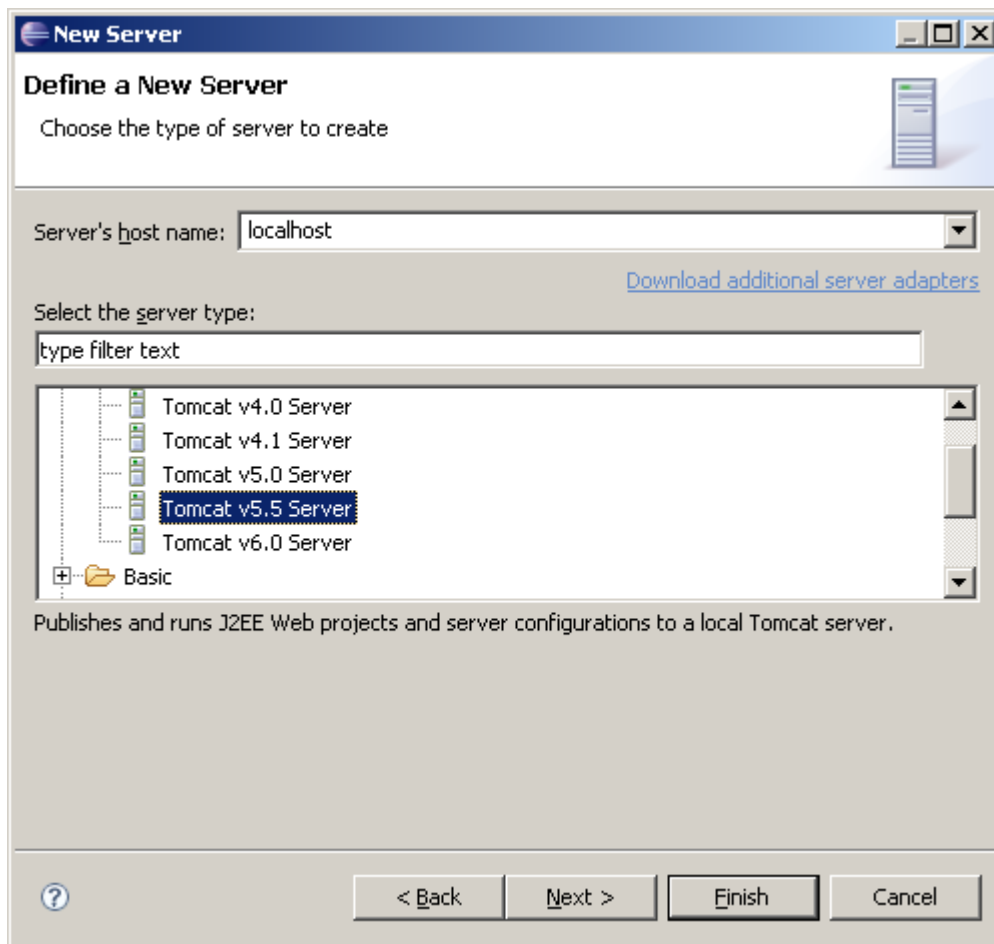 New Server
Define a New Server
Choose the type of server to create
Server's host name: localhost
Download additional server adapters
Select the server type:
type filter text
Tomcat v4.0 Server
Tomcat v4.1 Server
Tomcat v5.0 Server
Tomcat v5.5 Server
Tomcat v6.0 Server
Basic
Publishes and runs J2EE Web projects and server configurations to a local Tomcat server.
? < Back Next > Finish Cancel